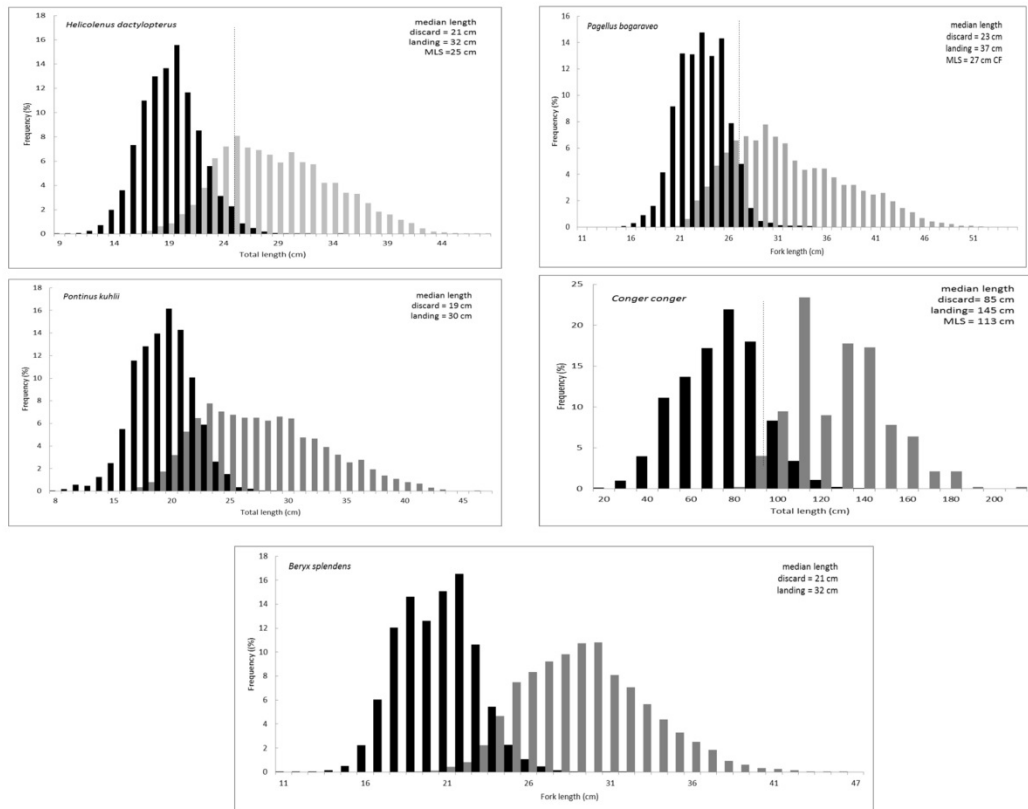 Helicolenus dactylopterus
median length
discard = 21 cm
landing = 32 cm
MLS =25 cm
Frequency (%)
18
16
14
12
10
8
6
4
2
0
9 14 19 24 29 34 39 44 49
Total length (cm)
Pagellus bogaraveo
median length
discard = 23 cm
landing = 37 cm
MLS = 27 cm CF
Frequency (%)
16
14
12
10
8
6
4
2
0
11 16 21 26 31 36 41 46 51
Fork length (cm)
Pontinus kuhlii
median length
discard = 19 cm
landing = 30 cm
Frequency (%)
18
16
14
12
10
8
6
4
2
0
8 15 20 25 30 35 40 46
Total length (cm)
Conger conger
median length
discard= 85 cm
landing= 145 cm
MLS = 113 cm
Frequency (%)
25
20
15
10
5
0
20 40 60 80 100 120 140 160 180 200
Total length (cm)
Beryx splendens
median length
discard = 21 cm
landing = 32 cm
Frequency ((%)
18
16
14
12
10
8
6
4
2
0
11 16 21 26 31 36 42 47
Fork length (cm)